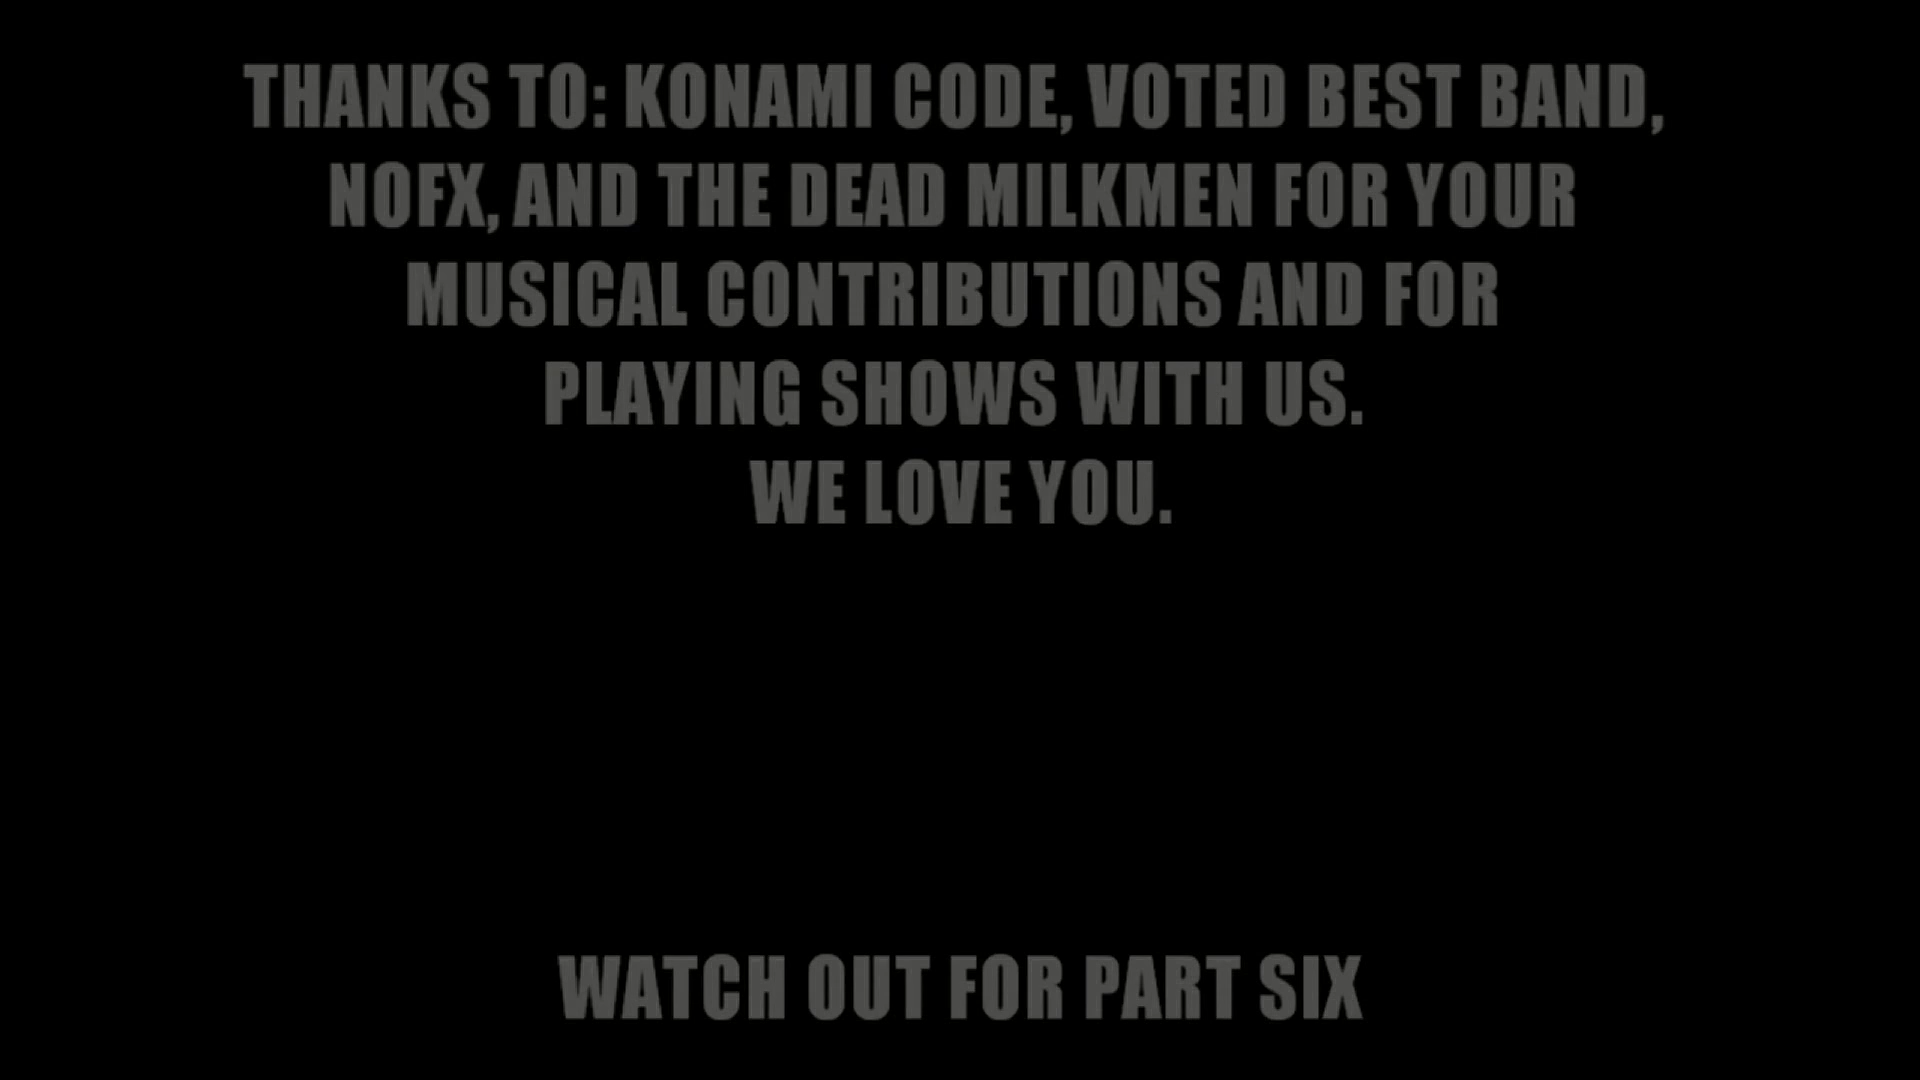 THANKS TO: KONAMI CODE, VOTED BEST BAND,
NOFX, AND THE DEAD MILKMEN FOR YOUR
MUSICAL CONTRIBUTIONS AND FOR
PLAYING SHOWS WITH US.
WE LOVE YOU.
WATCH OUT FOR PART SIX